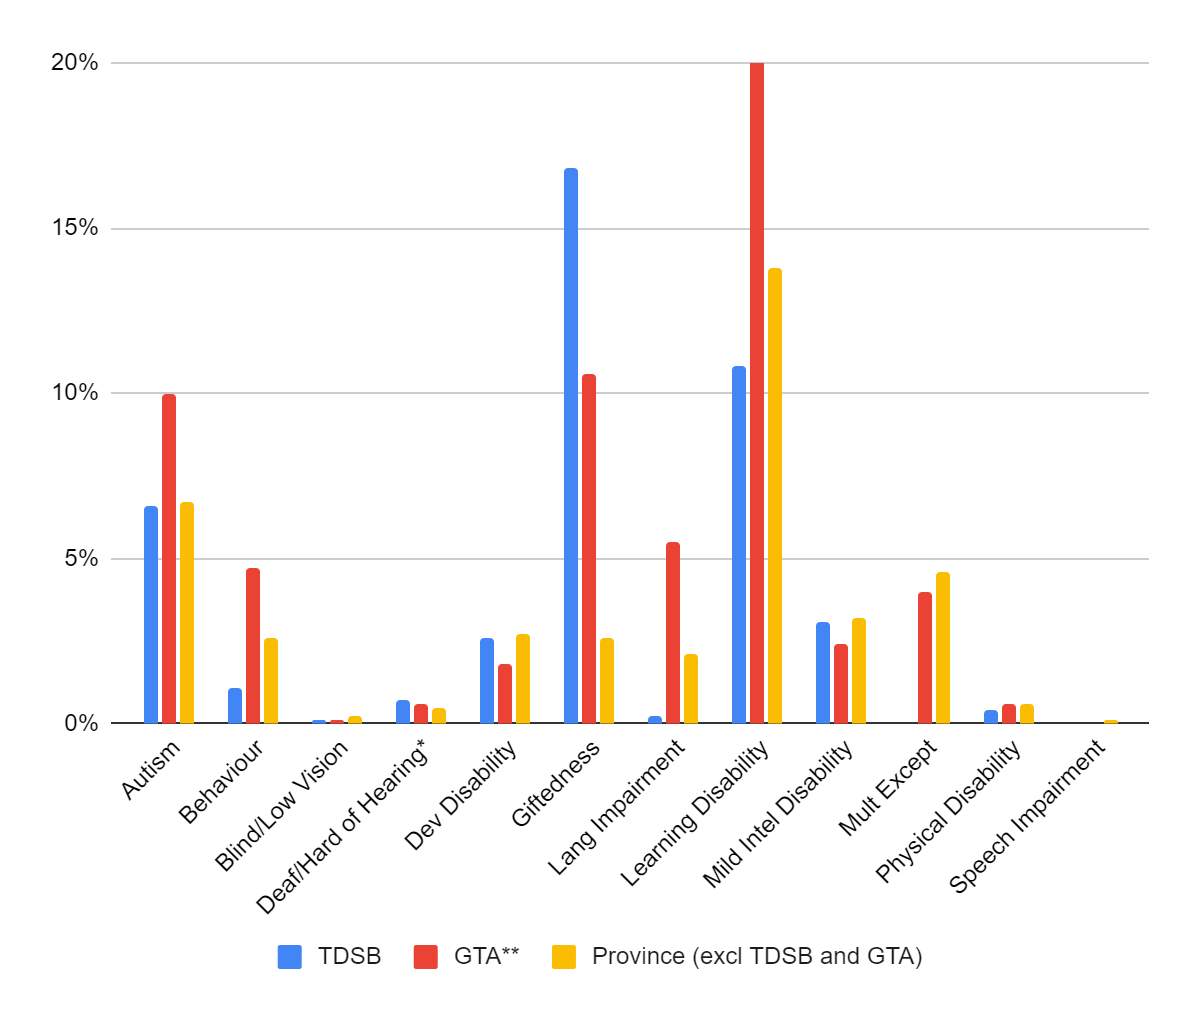 20%
15%
10%
5%
0%
Autism
Behaviour
Blind/Low Vision
Deaf/Hard of Hearing*
Dev Disability
Giftedness
Lang Impairment
Learning Disability
Mild Intel Disability
Mult Except
Physical Disability
Speech Impairment
TDSB GTA** Province (excl TDSB and GTA)